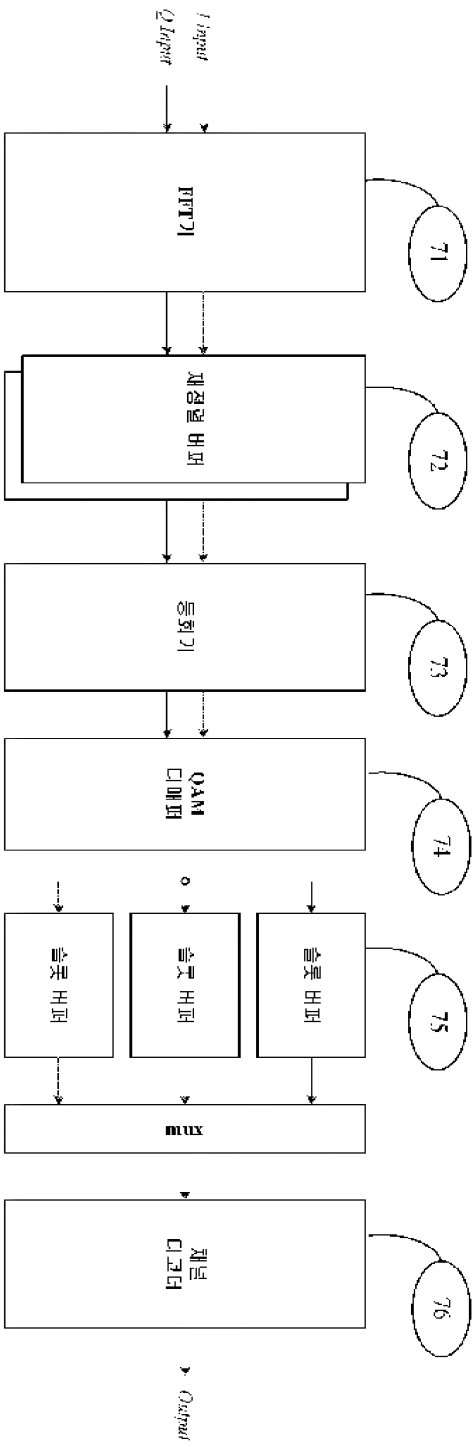 I input
Q Input
FFT기
71
재정렬 버퍼
72
등화기
73
QAM
디매퍼
74
슬롯 버퍼
슬롯 버퍼
슬롯 버퍼
75
mux
채널
디코더
76
Output